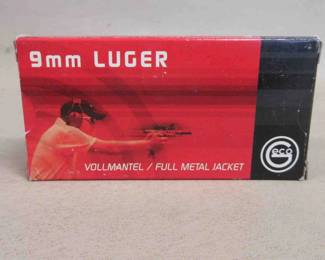 9mm LUGER
VOLLMANTEL / FULL METAL JACKET
Geco